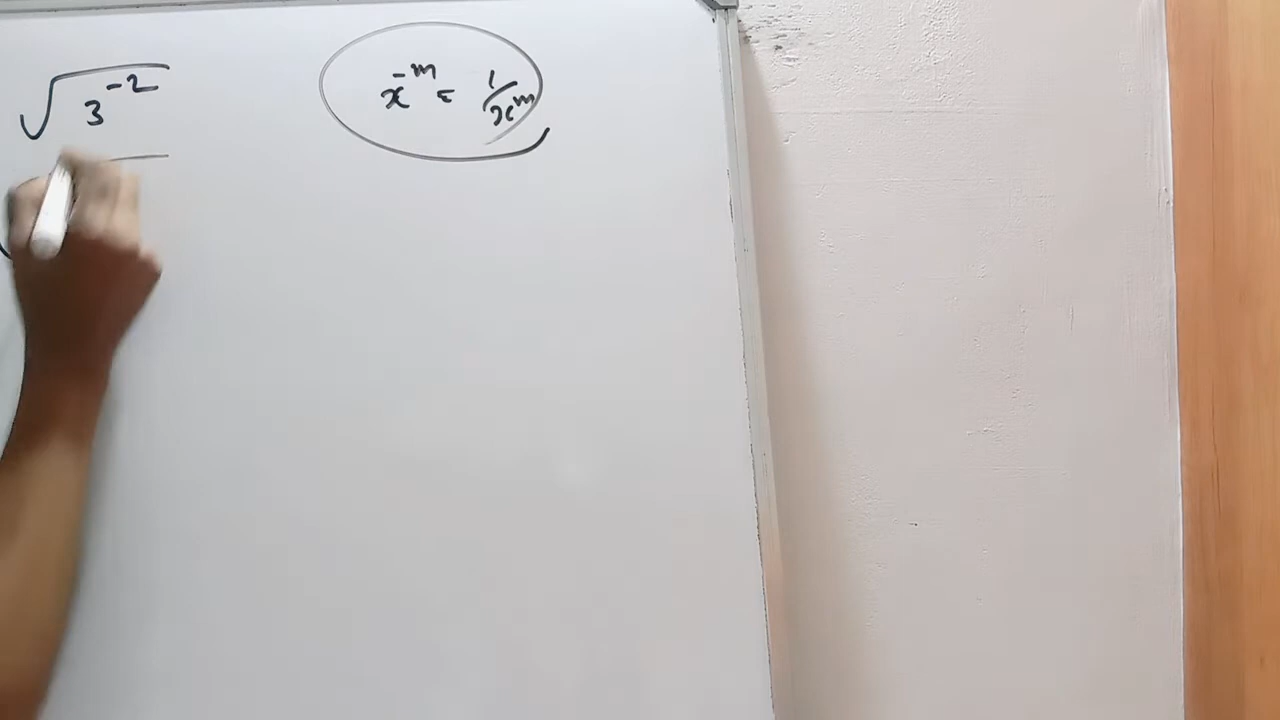 √3⁻²
x⁻ᵐ = 1/xᵐ